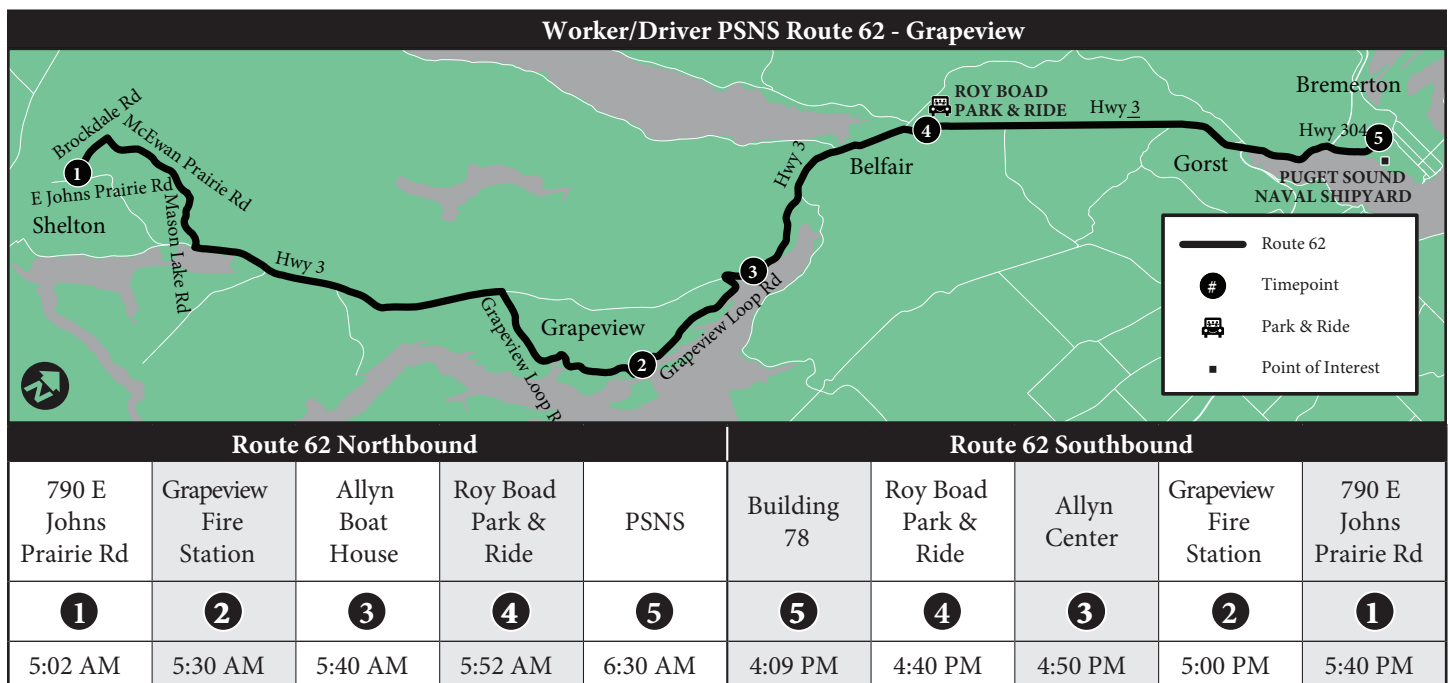 Worker/Driver PSNS Route 62 - Grapeview
Brockdale Rd
McEwan Prairie Rd
1
E Johns Prairie Rd
Shelton
Mason Lake Rd
Hwy 3
Grapeview Loop R
Grapeview
2
Grapeview Loop Rd
3
Hwy 3
Belfair
4
ROY BOAD
PARK & RIDE
Hwy 3
Gorst
Bremerton
Hwy 304
5
PUGET SOUND
NAVAL SHIPYARD
N
Route 62
# Timepoint
Park & Ride
Point of Interest
Route 62 Northbound Route 62 Southbound
790 E Johns Prairie Rd
Grapeview Fire Station
Allyn Boat House
Roy Boad Park & Ride
PSNS
Building 78
Roy Boad Park & Ride
Allyn Center
Grapeview Fire Station
790 E Johns Prairie Rd
1 2 3 4 5 5 4 3 2 1
5:02 AM 5:30 AM 5:40 AM 5:52 AM 6:30 AM 4:09 PM 4:40 PM 4:50 PM 5:00 PM 5:40 PM